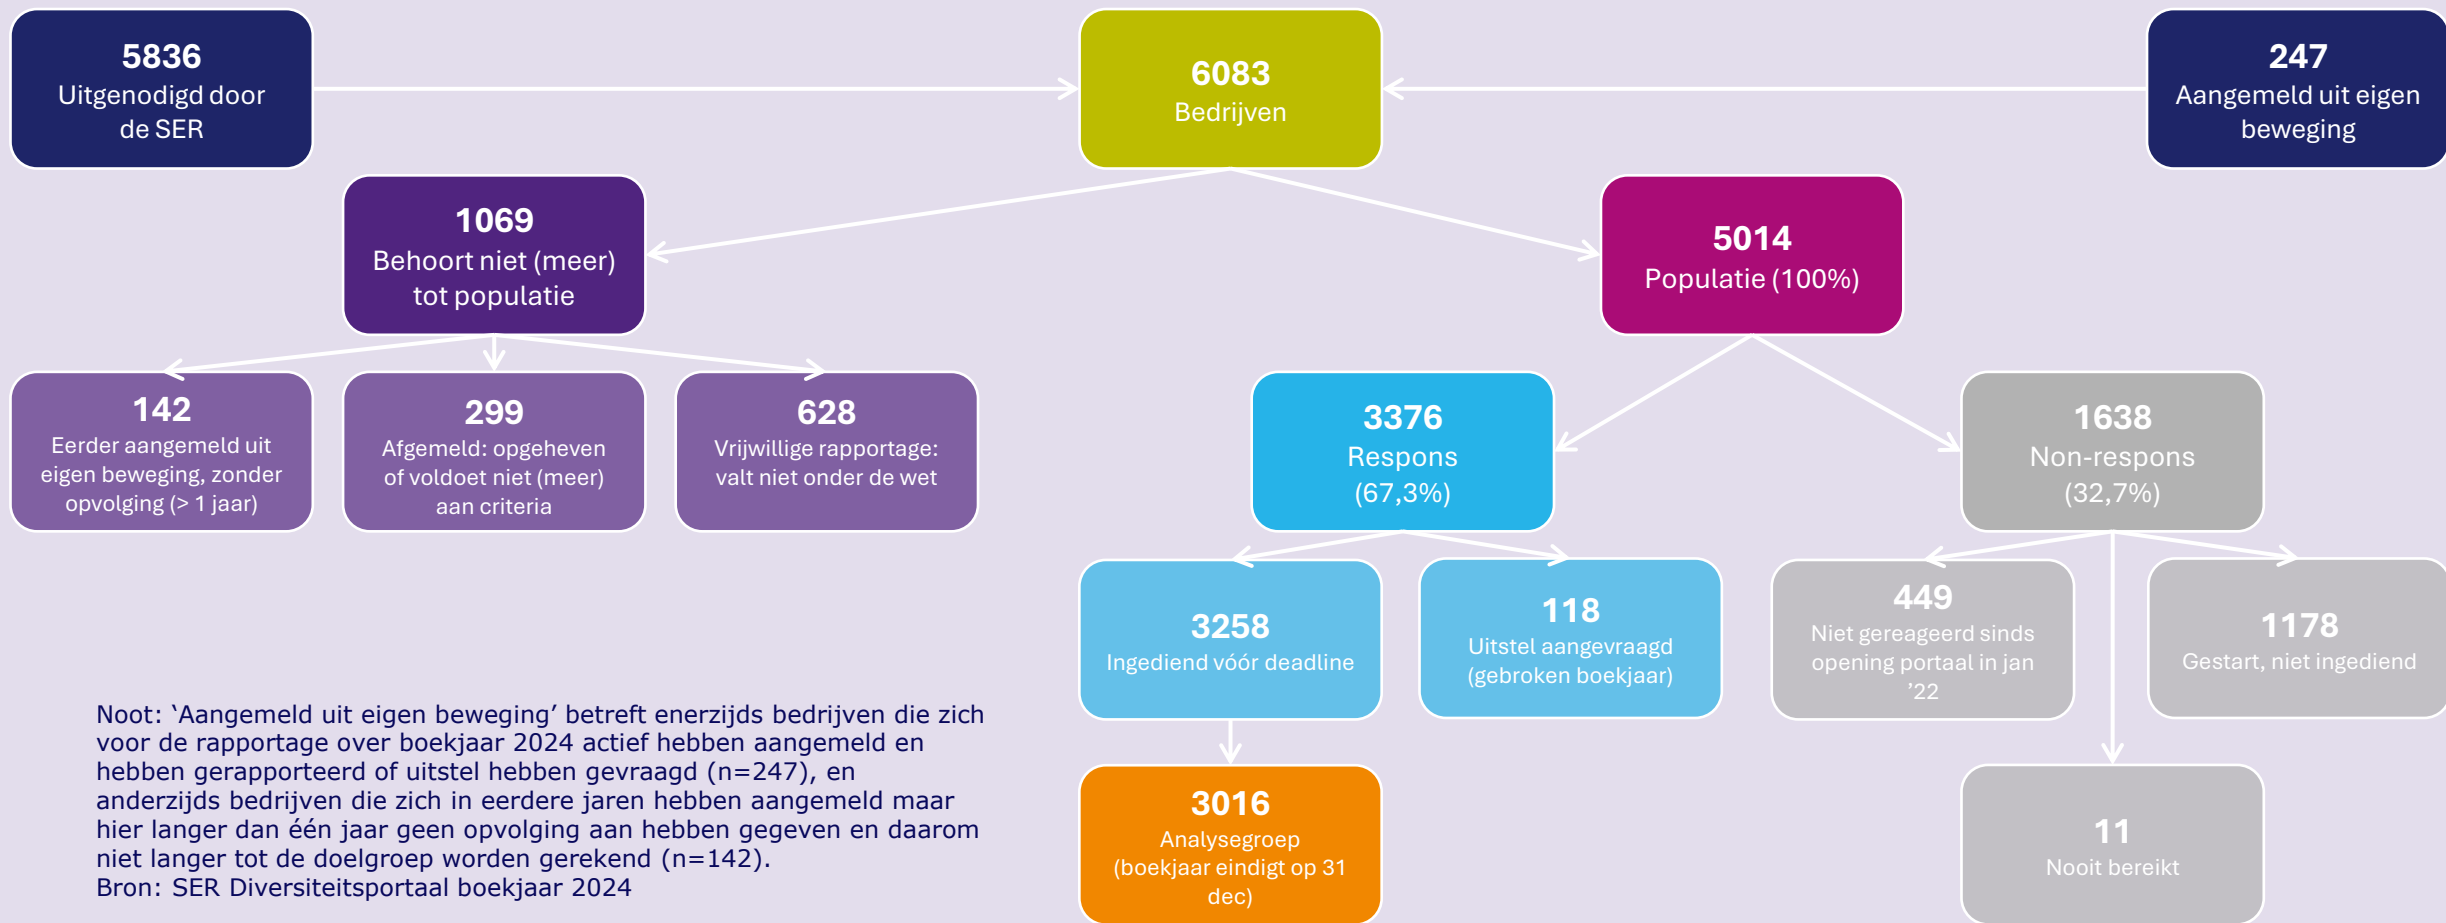 5836
Uitgenodigd door
de SER
6083
Bedrijven
247
Aangemeld uit eigen
beweging
1069
Behoort niet (meer)
tot populatie
5014
Populatie (100%)
142
Eerder aangemeld uit
eigen beweging, zonder
opvolging (> 1 jaar)
299
Afgemeld: opgeheven
of voldoet niet (meer)
aan criteria
628
Vrijwillige rapportage:
valt niet onder de wet
3376
Respons
(67,3%)
1638
Non-respons
(32,7%)
3258
Ingediend vóór deadline
118
Uitstel aangevraagd
(gebroken boekjaar)
449
Niet gereageerd sinds
opening portaal in jan
’22
1178
Gestart, niet ingediend
3016
Analysegroep
(boekjaar eindigt op 31
dec)
11
Nooit bereikt
Noot: ‘Aangemeld uit eigen beweging’ betreft enerzijds bedrijven die zich
voor de rapportage over boekjaar 2024 actief hebben aangemeld en
hebben gerapporteerd of uitstel hebben gevraagd (n=247), en
anderzijds bedrijven die zich in eerdere jaren hebben aangemeld maar
hier langer dan één jaar geen opvolging aan hebben gegeven en daarom
niet langer tot de doelgroep worden gerekend (n=142).
Bron: SER Diversiteitsportaal boekjaar 2024